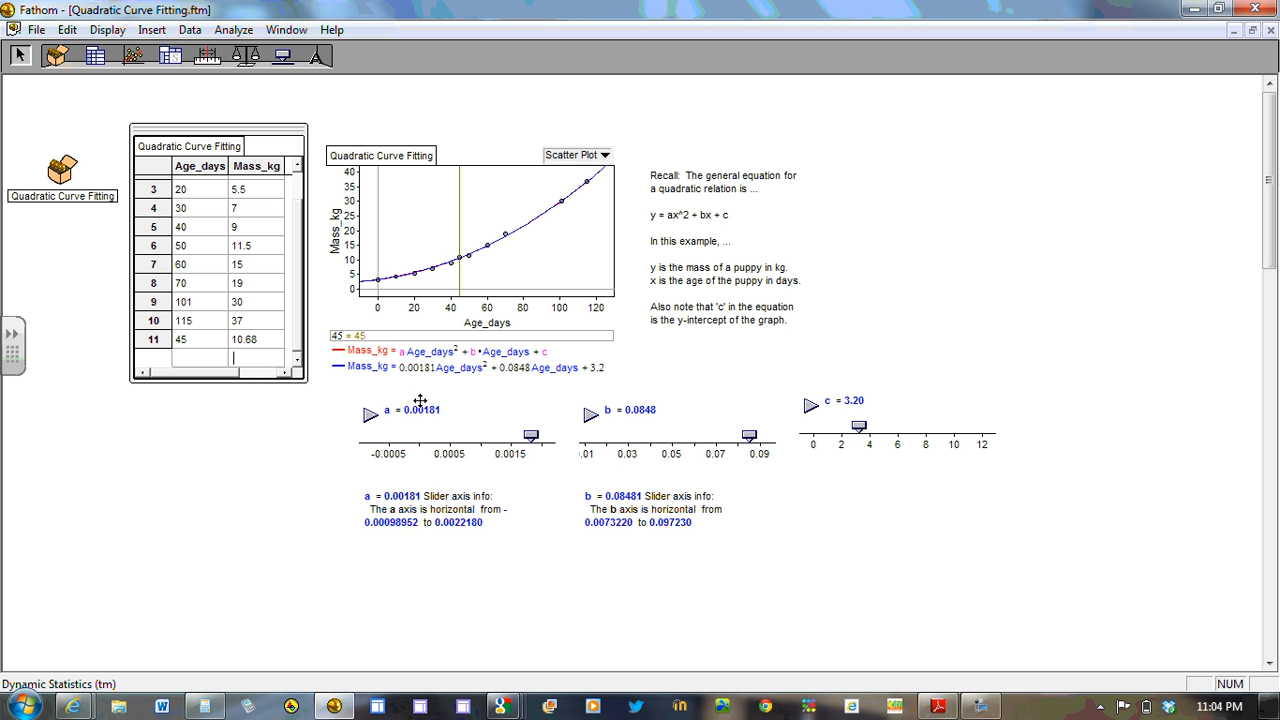 Fathom - [Quadratic Curve Fitting.ftm]
File Edit Display Insert Data Analyze Window Help
Quadratic Curve Fitting
Quadratic Curve Fitting
Age_days Mass_kg
3 20 5.5
4 30 7
5 40 9
6 50 11.5
7 60 15
8 70 19
9 101 30
10 115 37
11 45 10.68
Quadratic Curve Fitting
Scatter Plot
Mass_kg
40
35
30
25
20
15
10
5
0
0 20 40 60 80 100 120
Age_days
45 = 45
Mass_kg = a Age_days² + b•Age_days + c
Mass_kg = 0.00181Age_days² + 0.0848Age_days + 3.2
Recall: The general equation for
a quadratic relation is ...
y = ax^2 + bx + c
In this example, ...
y is the mass of a puppy in kg.
x is the age of the puppy in days.
Also note that 'c' in the equation
is the y-intercept of the graph.
a = 0.00181
-0.0005 0.0005 0.0015
b = 0.0848
.01 0.03 0.05 0.07 0.09
c = 3.20
0 2 4 6 8 10 12
a = 0.00181 Slider axis info:
The a axis is horizontal from -
0.00098952 to 0.0022180
b = 0.08481 Slider axis info:
The b axis is horizontal from
0.0073220 to 0.097230
Dynamic Statistics (tm)
NUM
11:04 PM